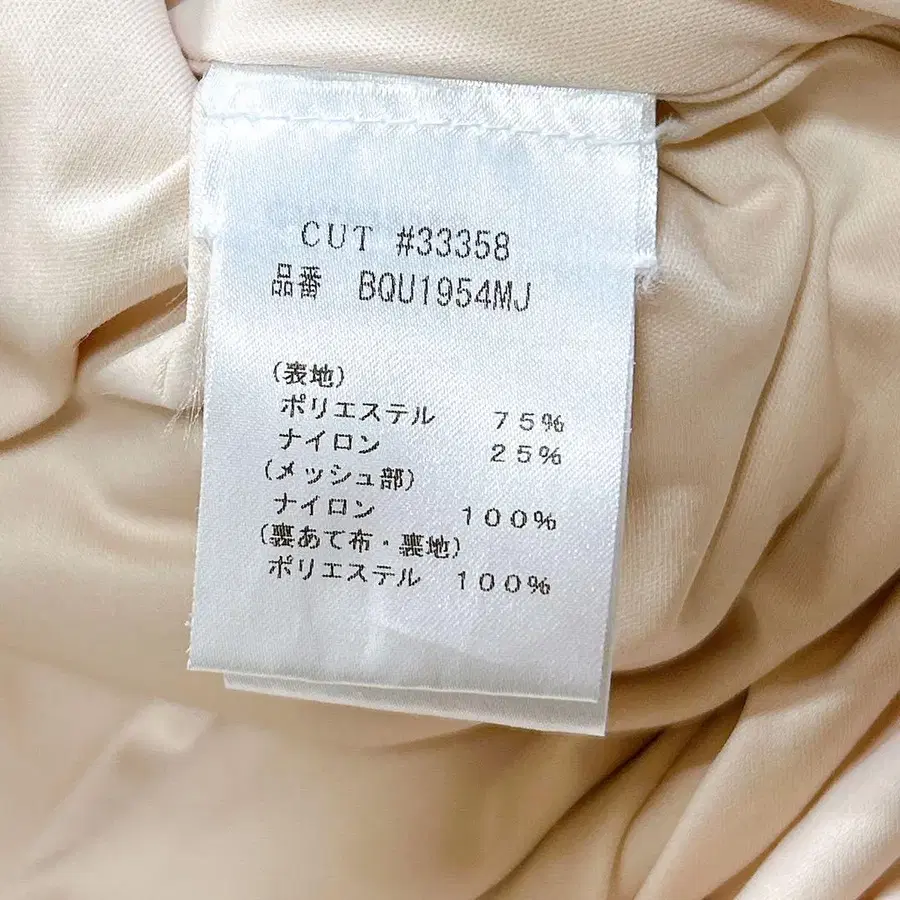 CUT #33358
品番 BQU1954MJ
(表地)
ポリエステル 75%
ナイロン 25%
(メッシュ部)
ナイロン 100%
(裏あて布・裏地)
ポリエステル 100%